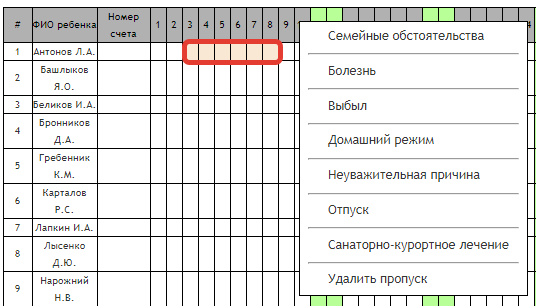 # ФИО ребенка Номер счета 1 2 3 4 5 6 7 8 9
1 Антонов Л.А.
2 Башлыков Я.О.
3 Беликов И.А.
4 Бронников Д.А.
5 Гребенник К.М.
6 Карталов Р.С.
7 Лапкин И.А.
8 Лысенко Д.Ю.
9 Нарожний Н.В.
Семейные обстоятельства
Болезнь
Выбыл
Домашний режим
Неуважительная причина
Отпуск
Санаторно-курортное лечение
Удалить пропуск